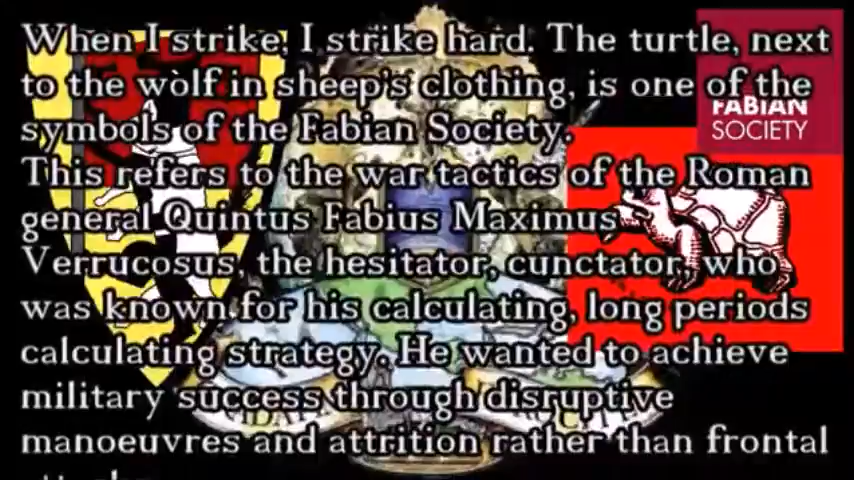 When I strike, I strike hard. The turtle, next
to the wòlf in sheep's clothing, is one of the
symbols of the Fabian Society.
This refers to the war tactics of the Roman
general Quintus Fabius Maximus
Verrucosus, the hesitator, cunctator, who
was known for his calculating, long periods
calculating strategy. He wanted to achieve
military success through disruptive
manoeuvres and attrition rather than frontal
FABIAN
SOCIETY